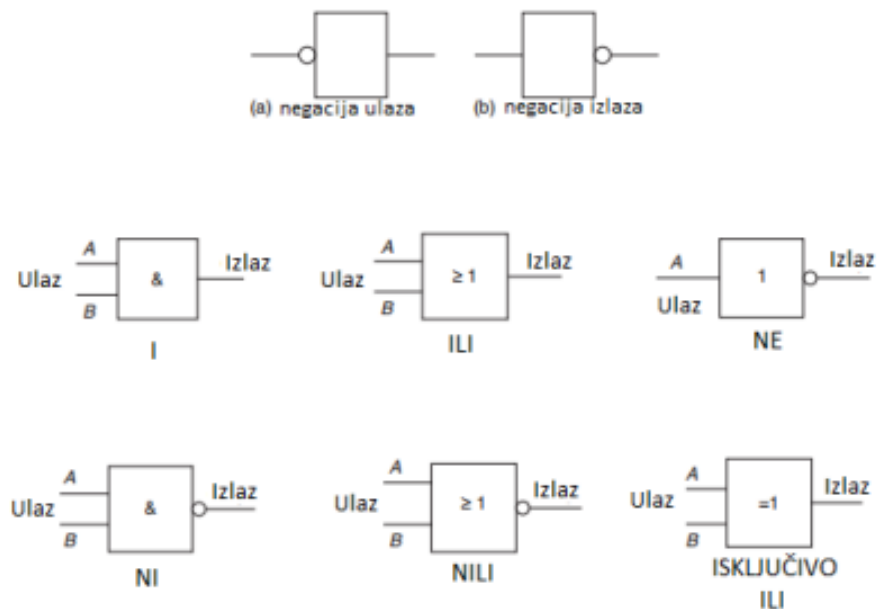 (a) negacija ulaza
(b) negacija izlaza
A
Ulaz
B
&
Izlaz
I
A
Ulaz
B
≥ 1
Izlaz
ILI
A
Ulaz
1
Izlaz
NE
A
Ulaz
B
&
Izlaz
NI
A
Ulaz
B
≥ 1
Izlaz
NILI
A
Ulaz
B
=1
Izlaz
ISKLJUČIVO
ILI